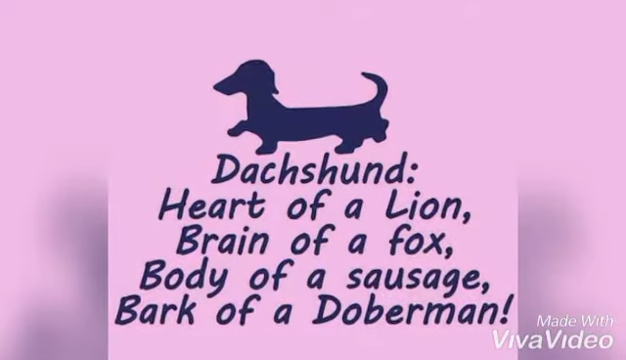 Dachshund:
Heart of a Lion,
Brain of a fox,
Body of a sausage,
Bark of a Doberman!
Made With
VivaVideo